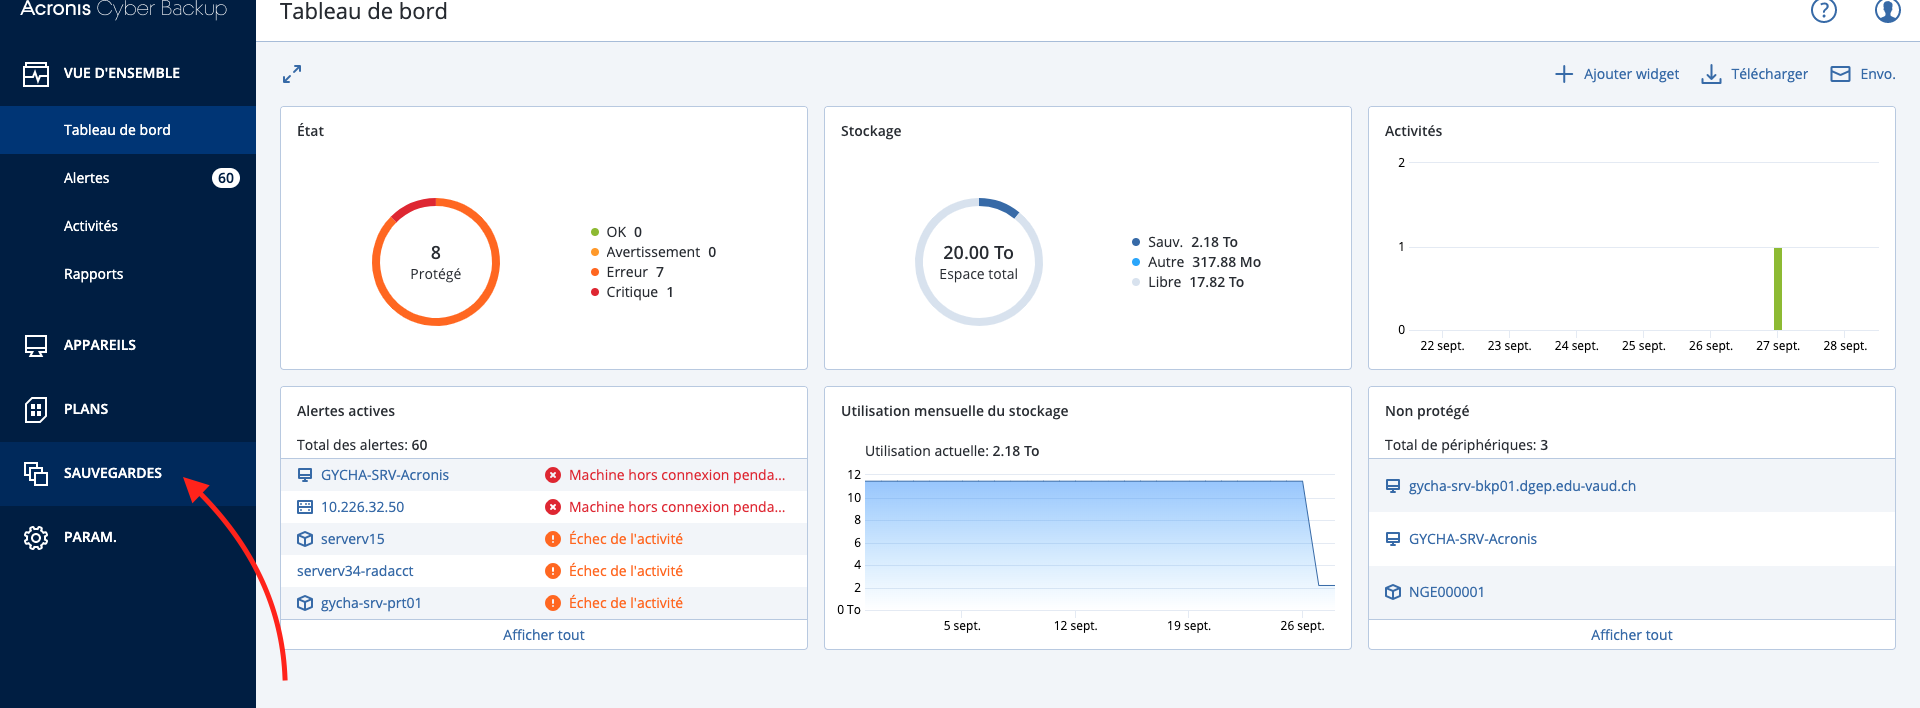 Acronis Cyber Backup
Tableau de bord
?
VUE D'ENSEMBLE
Tableau de bord
Alertes 60
Activités
Rapports
APPAREILS
PLANS
SAUVEGARDES
PARAM.
Ajouter widget
Télécharger
Envo.
État
8
Protégé
OK 0
Avertissement 0
Erreur 7
Critique 1
Stockage
20.00 To
Espace total
Sauv. 2.18 To
Autre 317.88 Mo
Libre 17.82 To
Activités
2
1
0
22 sept. 23 sept. 24 sept. 25 sept. 26 sept. 27 sept. 28 sept.
Alertes actives
Total des alertes: 60
GYCHA-SRV-Acronis Machine hors connexion penda...
10.226.32.50 Machine hors connexion penda...
serverv15 Échec de l'activité
serverv34-radacct Échec de l'activité
gycha-srv-prt01 Échec de l'activité
Afficher tout
Utilisation mensuelle du stockage
Utilisation actuelle: 2.18 To
12
10
8
6
4
2
0 To
5 sept. 12 sept. 19 sept. 26 sept.
Non protégé
Total de périphériques: 3
gycha-srv-bkp01.dgep.edu-vaud.ch
GYCHA-SRV-Acronis
NGE000001
Afficher tout